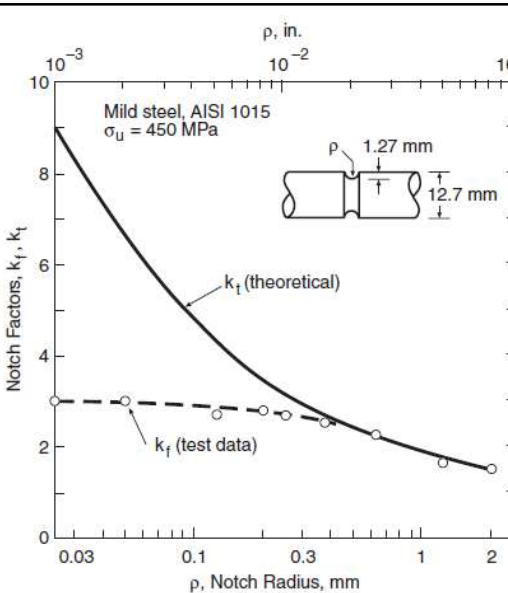 ρ, in.
10⁻³
10⁻²
10
10
8
6
4
2
0
Notch Factors, kf, kt
Mild steel, AISI 1015
σu = 450 MPa
ρ
1.27 mm
12.7 mm
kt (theoretical)
kf (test data)
0.03
0.1
0.3
1
2
ρ, Notch Radius, mm